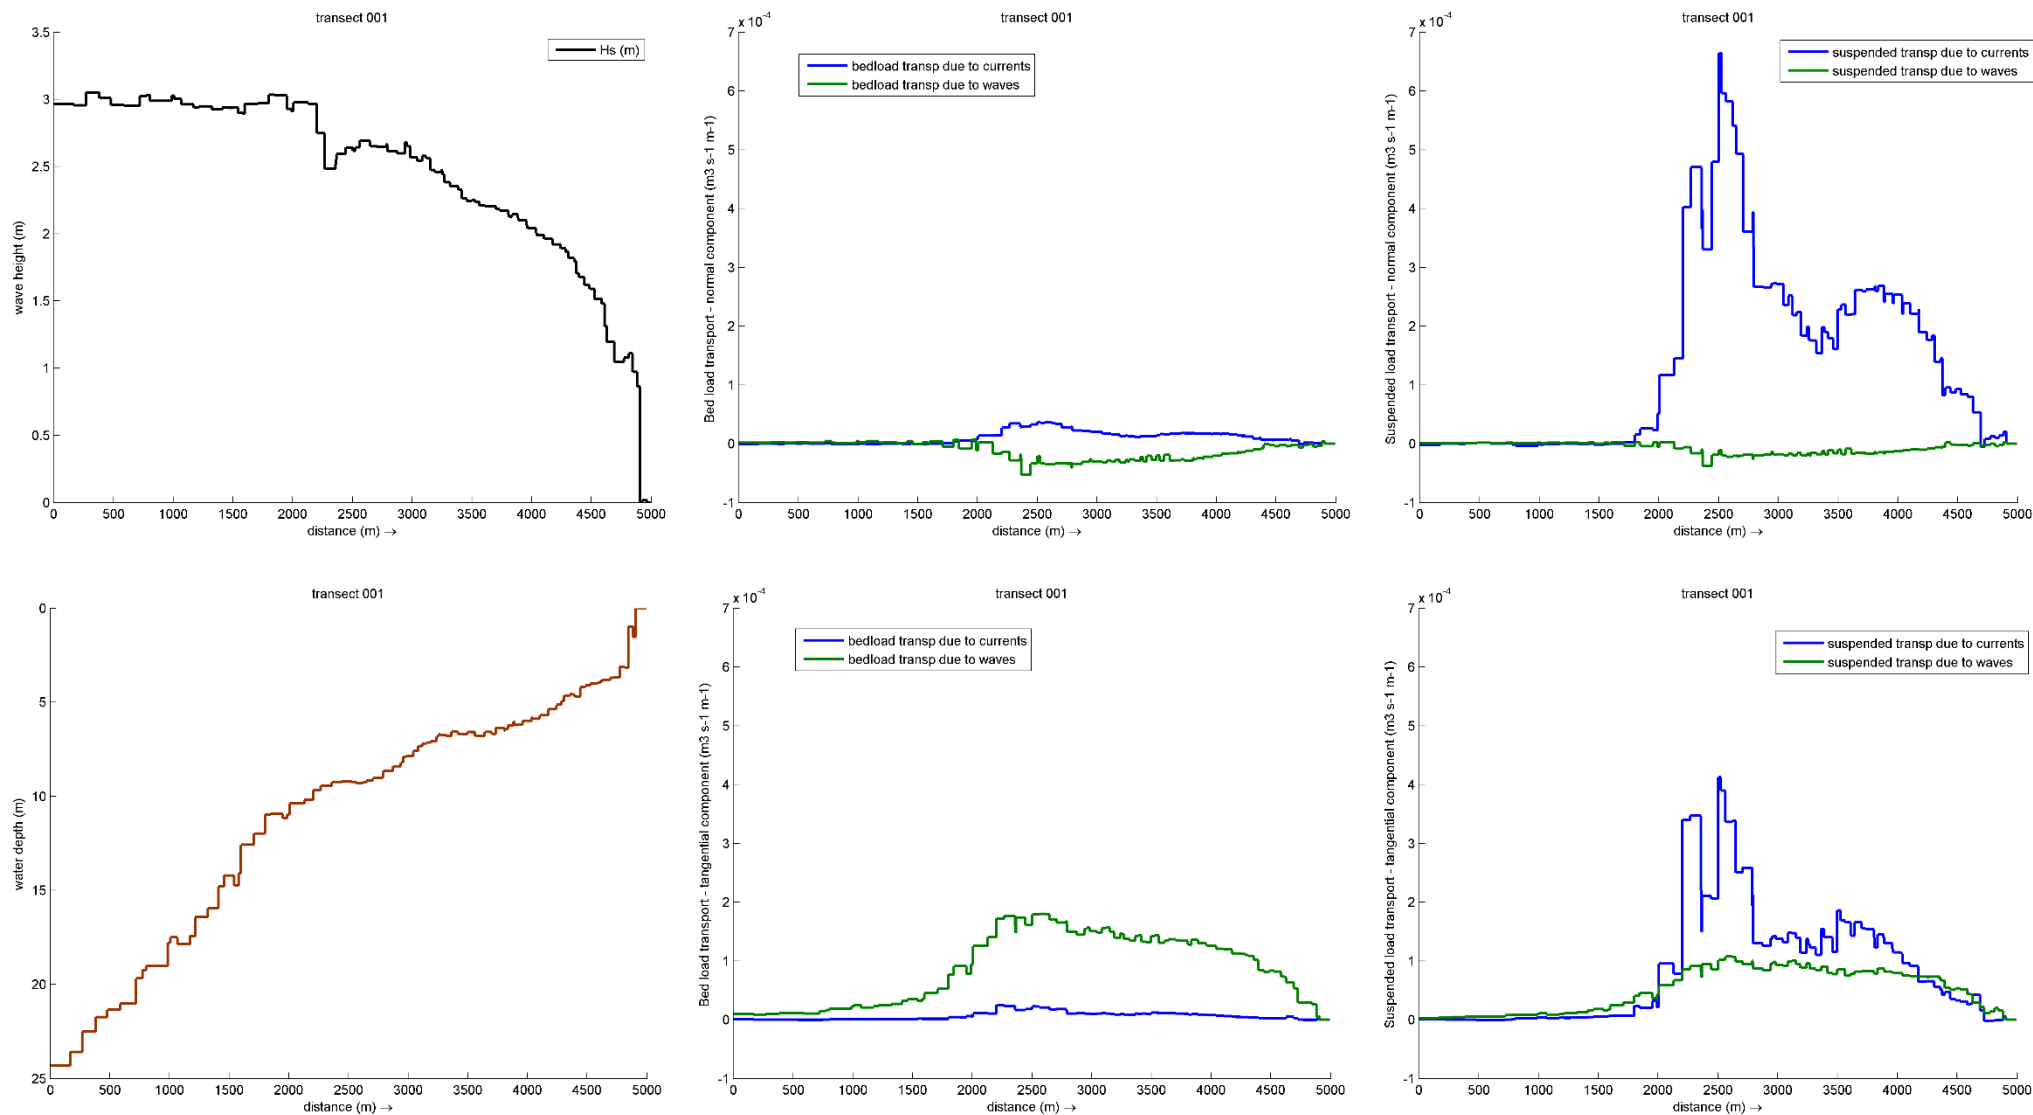 transect 001
3.5
3
2.5
2
1.5
1
0.5
0
wave height (m)
Hs (m)
0 500 1000 1500 2000 2500 3000 3500 4000 4500 5000
distance (m) →
transect 001
7 x 10^-4
6
5
4
3
2
1
0
-1
Bed load transport - normal component (m3 s-1 m-1)
bedload transp due to currents
bedload transp due to waves
0 500 1000 1500 2000 2500 3000 3500 4000 4500 5000
distance (m) →
transect 001
7 x 10^-4
6
5
4
3
2
1
0
-1
Suspended load transport - normal component (m3 s-1 m-1)
suspended transp due to currents
suspended transp due to waves
0 500 1000 1500 2000 2500 3000 3500 4000 4500 5000
distance (m) →
transect 001
0
5
10
15
20
25
water depth (m)
0 500 1000 1500 2000 2500 3000 3500 4000 4500 5000
distance (m) →
transect 001
7 x 10^-4
6
5
4
3
2
1
0
-1
Bed load transport - tangential component (m3 s-1 m-1)
bedload transp due to currents
bedload transp due to waves
0 500 1000 1500 2000 2500 3000 3500 4000 4500 5000
distance (m) →
transect 001
7 x 10^-4
6
5
4
3
2
1
0
-1
Suspended load transport - tangential component (m3 s-1 m-1)
suspended transp due to currents
suspended transp due to waves
0 500 1000 1500 2000 2500 3000 3500 4000 4500 5000
distance (m) →